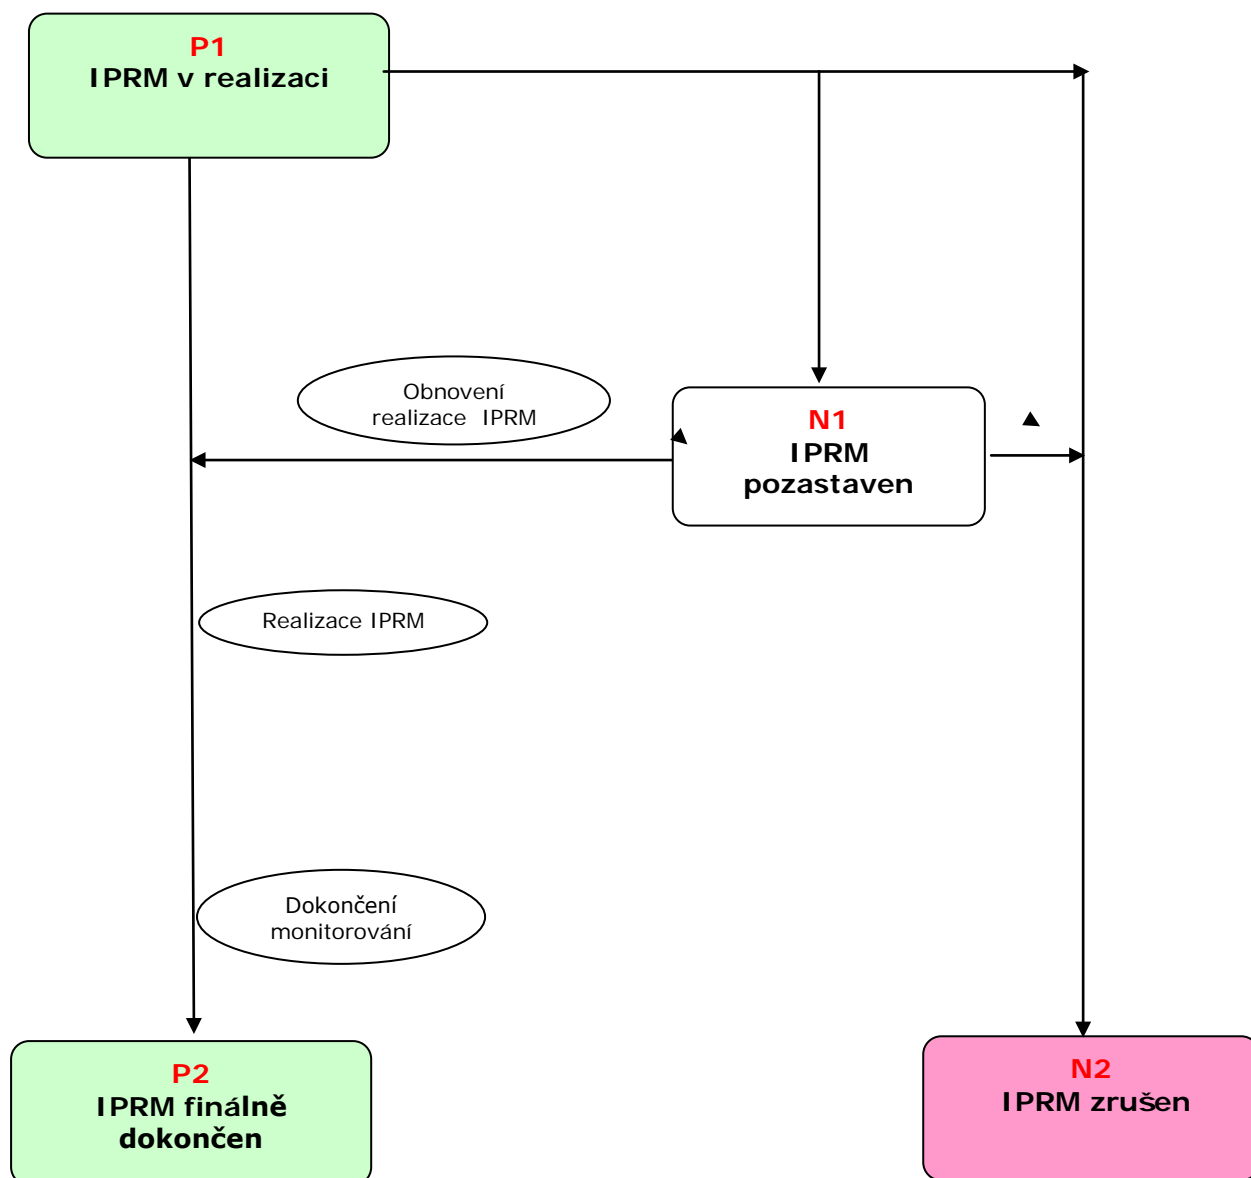 P1
IPRM v realizaci
Obnovení
realizace IPRM
N1
IPRM
pozastaven
Realizace IPRM
Dokončení
monitorování
P2
IPRM finálně
dokončen
N2
IPRM zrušen